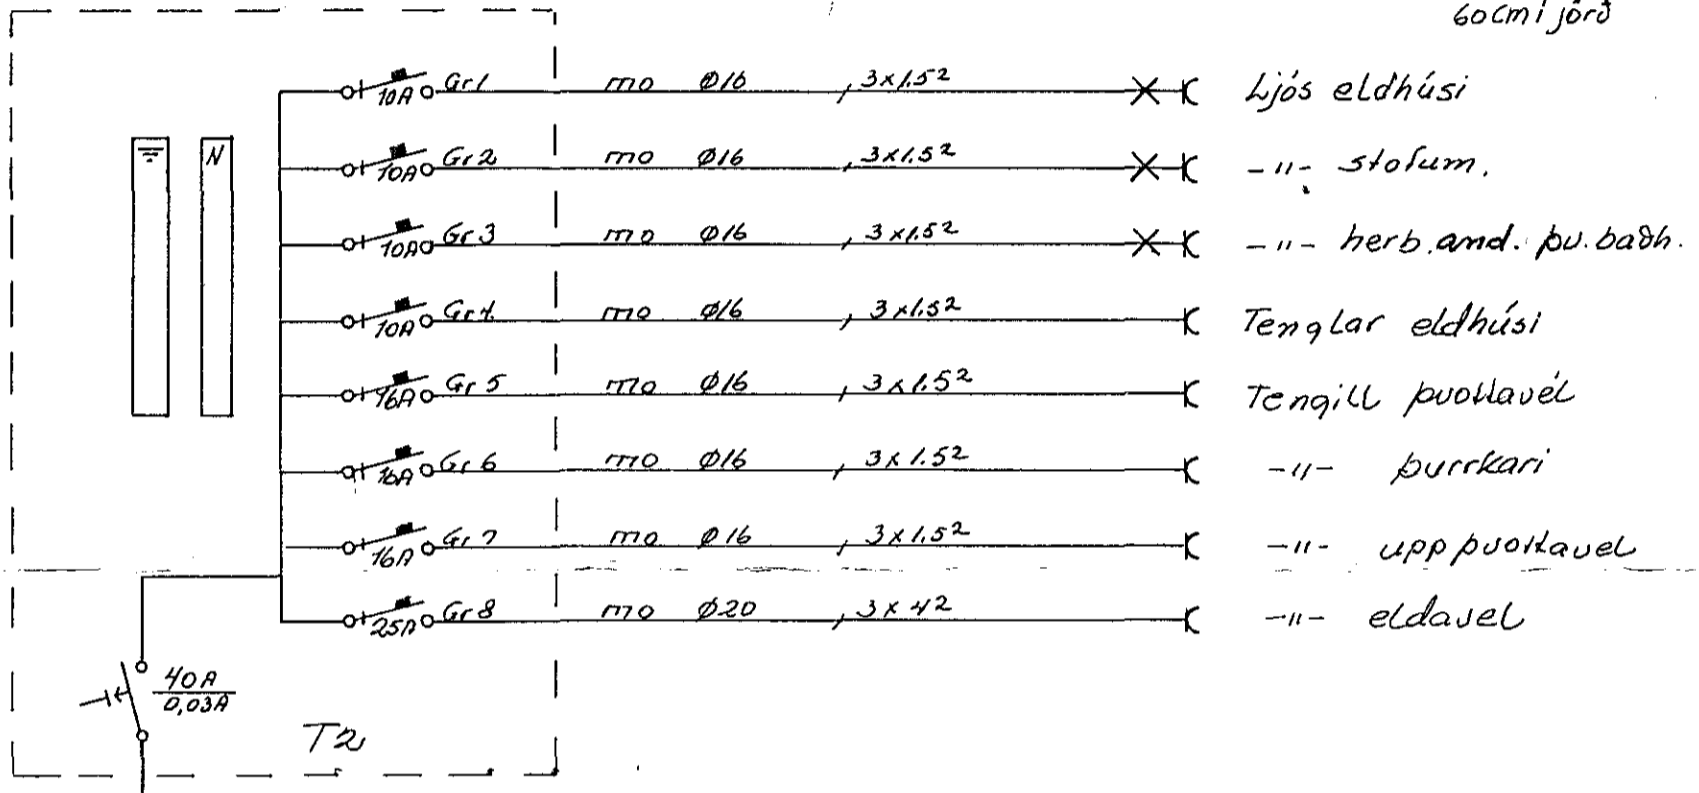 60cm í jörð
10A Gr1 mo Ø16 3x1.5² Ljós eldhúsi
10A Gr2 mo Ø16 3x1.5² -"- stofum.
10A Gr3 mo Ø16 3x1.5² -"- herb. and. þv. baðh.
10A Gr4 mo Ø16 3x1.5² Tenglar eldhúsi
16A Gr5 mo Ø16 3x1.5² Tengill þvottavél
16A Gr6 mo Ø16 3x1.5² -"- þurrkari
16A Gr7 mo Ø16 3x1.5² -"- uppþvottavel
25A Gr8 mo Ø20 3x4² -"- eldavel
N
40A
0,03A
T2